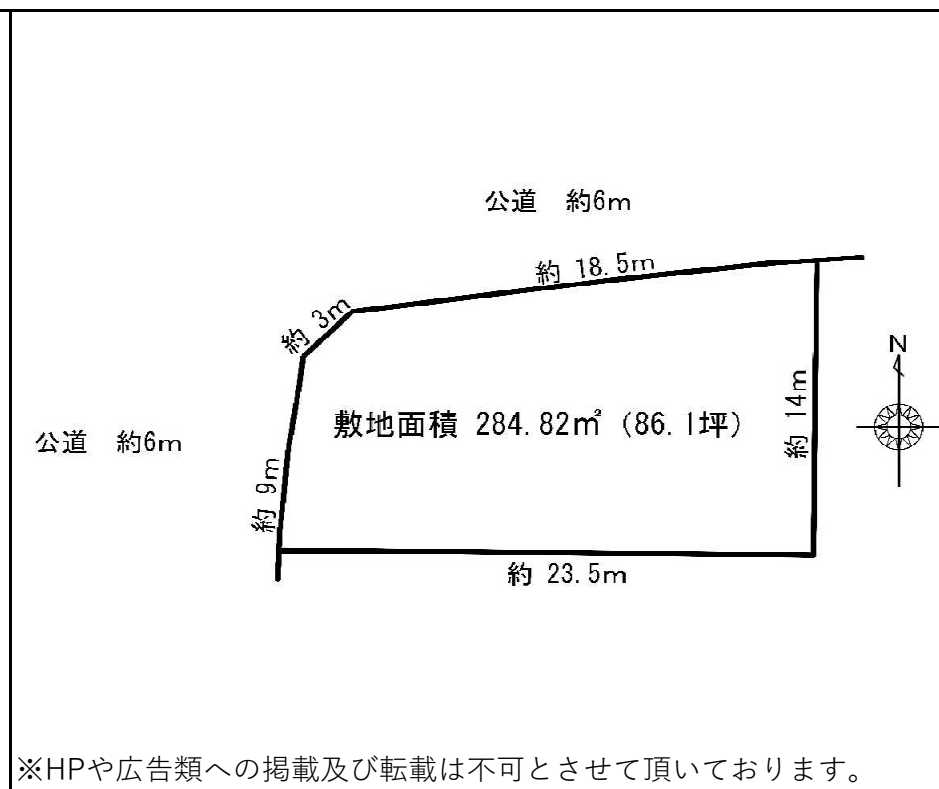 公道　約6m
約 18.5m
約 3m
N
敷地面積 284.82㎡（86.1坪）
約 14m
公道　約6m
約 9m
約 23.5m
※HPや広告類への掲載及び転載は不可とさせて頂いております。